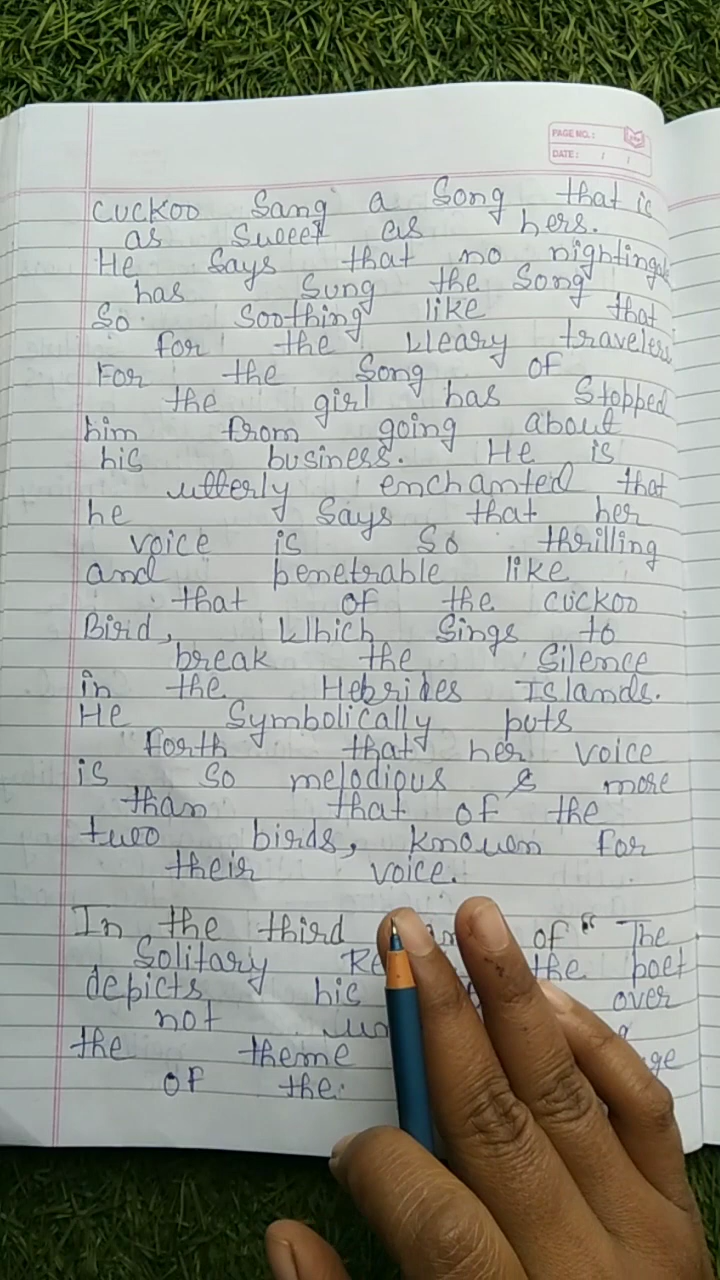 PAGE NO.:
DATE: / /
cuckoo Sang a Song that is
as sweet as hers.
He Says that no
has Sung the Song
So Soothing like that
for the Weary travelers
For the Song of
the girl has Stopped
him from going about
his business. He is
utterly enchanted that
he Says that her
voice is So thrilling
and penetrable like
that of the cuckoo
Bird, Which Sings to
break the Silence
in the Hebrides Islands.
He Symbolically puts
Forth that her voice
is So melodious & more
than that of the
two birds, known for
their voice.
In the third of "The
Solitary the poet
depicts his over
not
the theme
of the